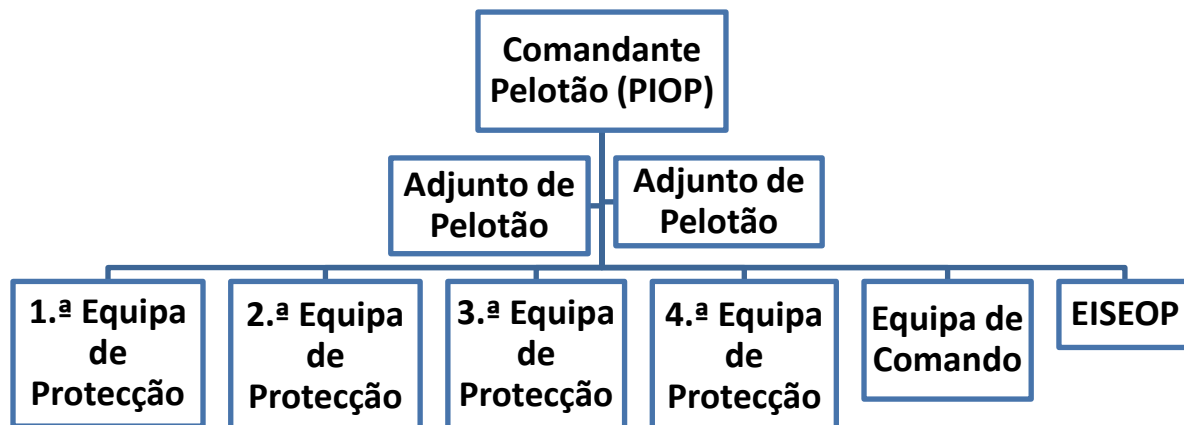 Comandante
Pelotão (PIOP)
Adjunto de
Pelotão
Adjunto de
Pelotão
1.ª Equipa
de
Protecção
2.ª Equipa
de
Protecção
3.ª Equipa
de
Protecção
4.ª Equipa
de
Protecção
Equipa de
Comando
EISEOP